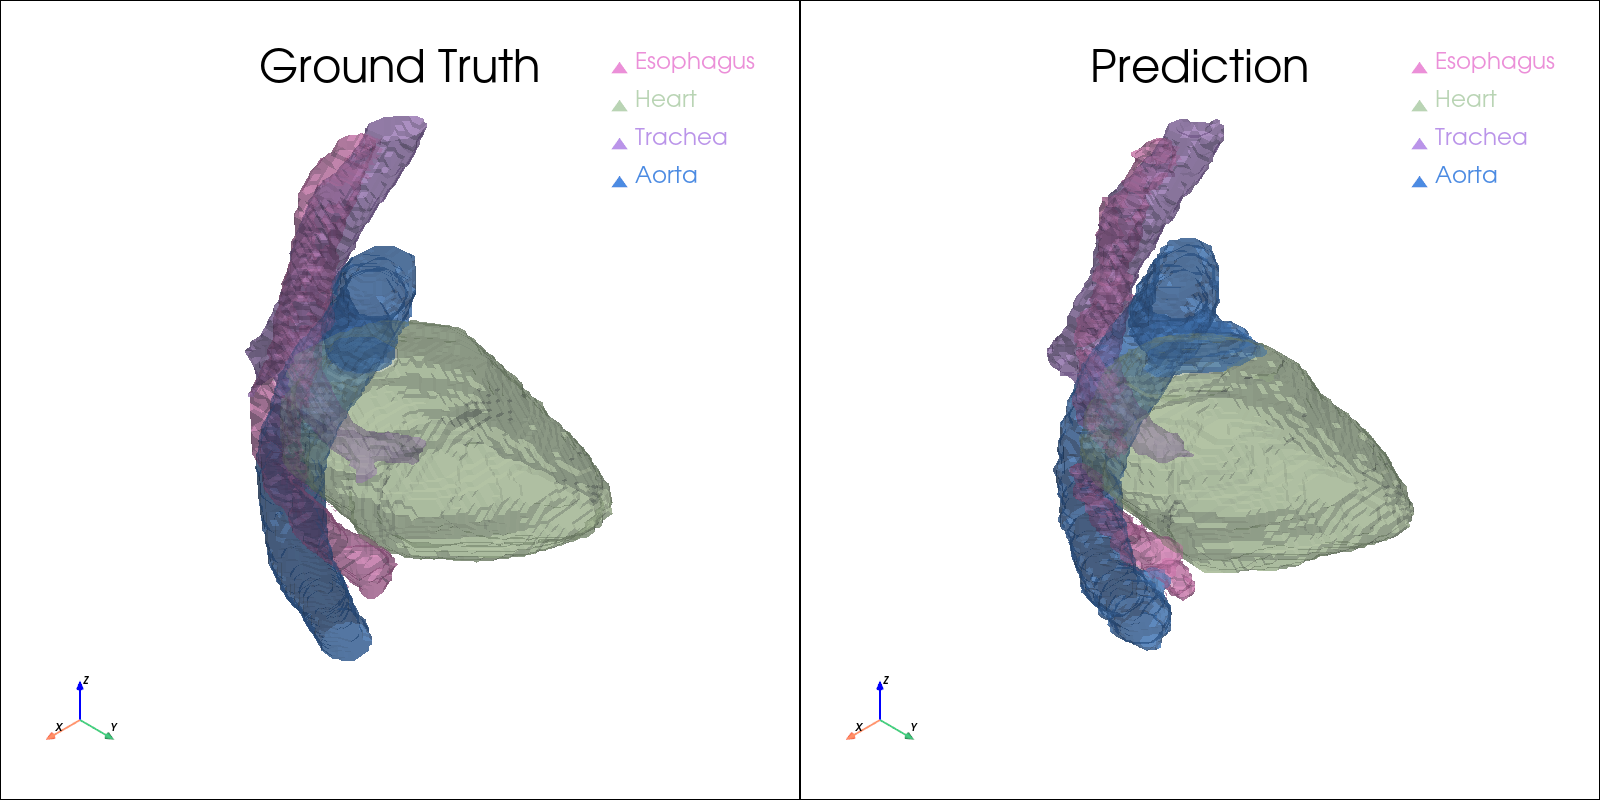 Ground Truth
Esophagus
Heart
Trachea
Aorta
Z
X
Y
Prediction
Esophagus
Heart
Trachea
Aorta
Z
X
Y